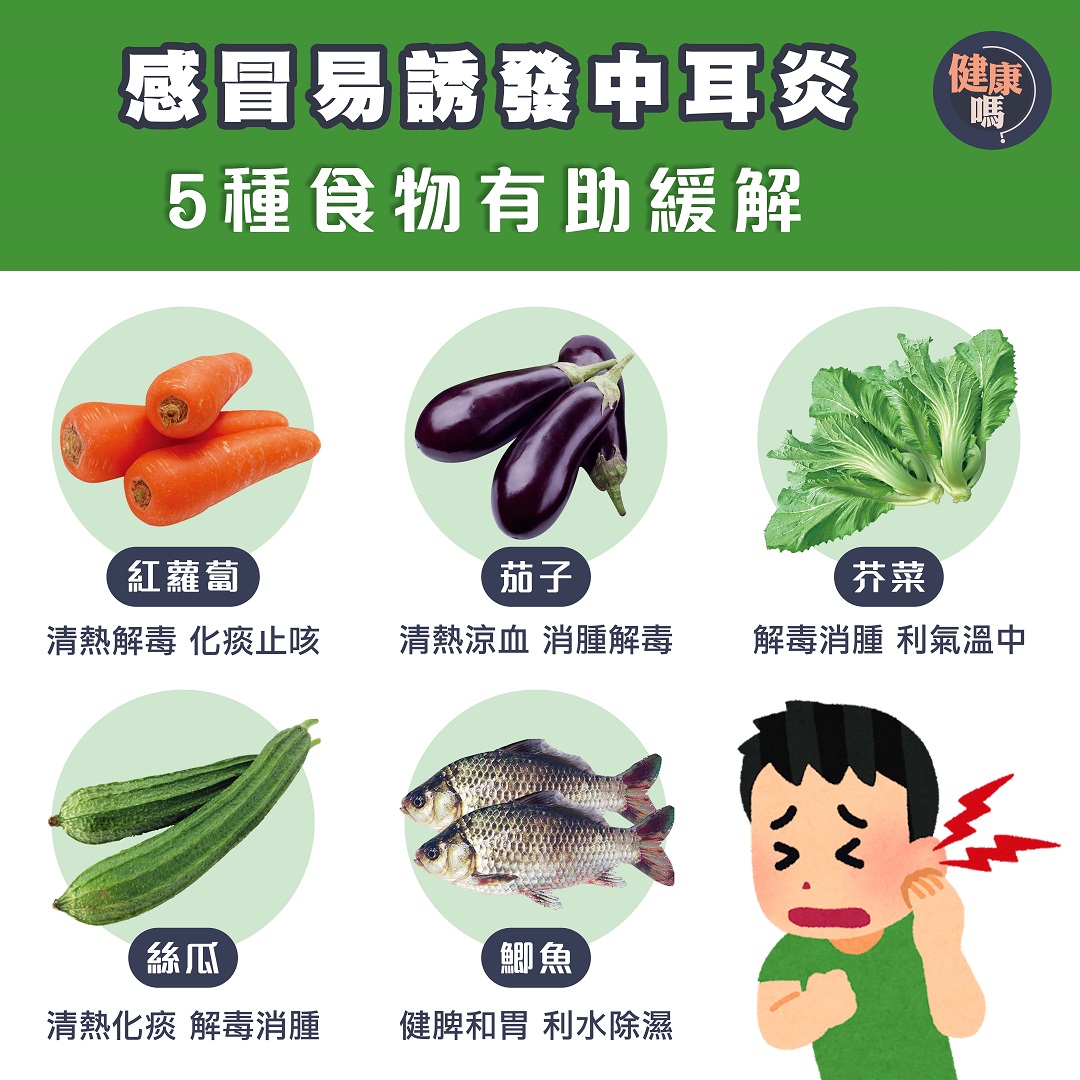 感冒易誘發中耳炎
健康
嗎?
5種食物有助緩解
紅蘿蔔
清熱解毒 化痰止咳
茄子
清熱涼血 消腫解毒
芥菜
解毒消腫 利氣溫中
絲瓜
清熱化痰 解毒消腫
鯽魚
健脾和胃 利水除濕